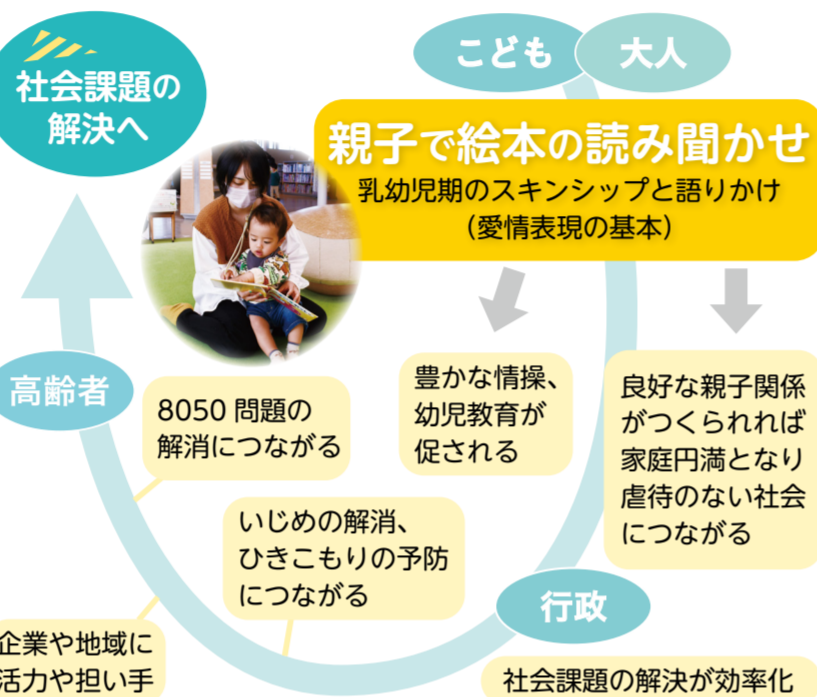 社会課題の
解決へ
こども
大人
親子で絵本の読み聞かせ
乳幼児期のスキンシップと語りかけ
（愛情表現の基本）
高齢者
8050 問題の
解消につながる
豊かな情操、
幼児教育が
促される
良好な親子関係
がつくられれば
家庭円満となり
虐待のない社会
につながる
いじめの解消、
ひきこもりの予防
につながる
行政
企業や地域に
活力や担い手
社会課題の解決が効率化